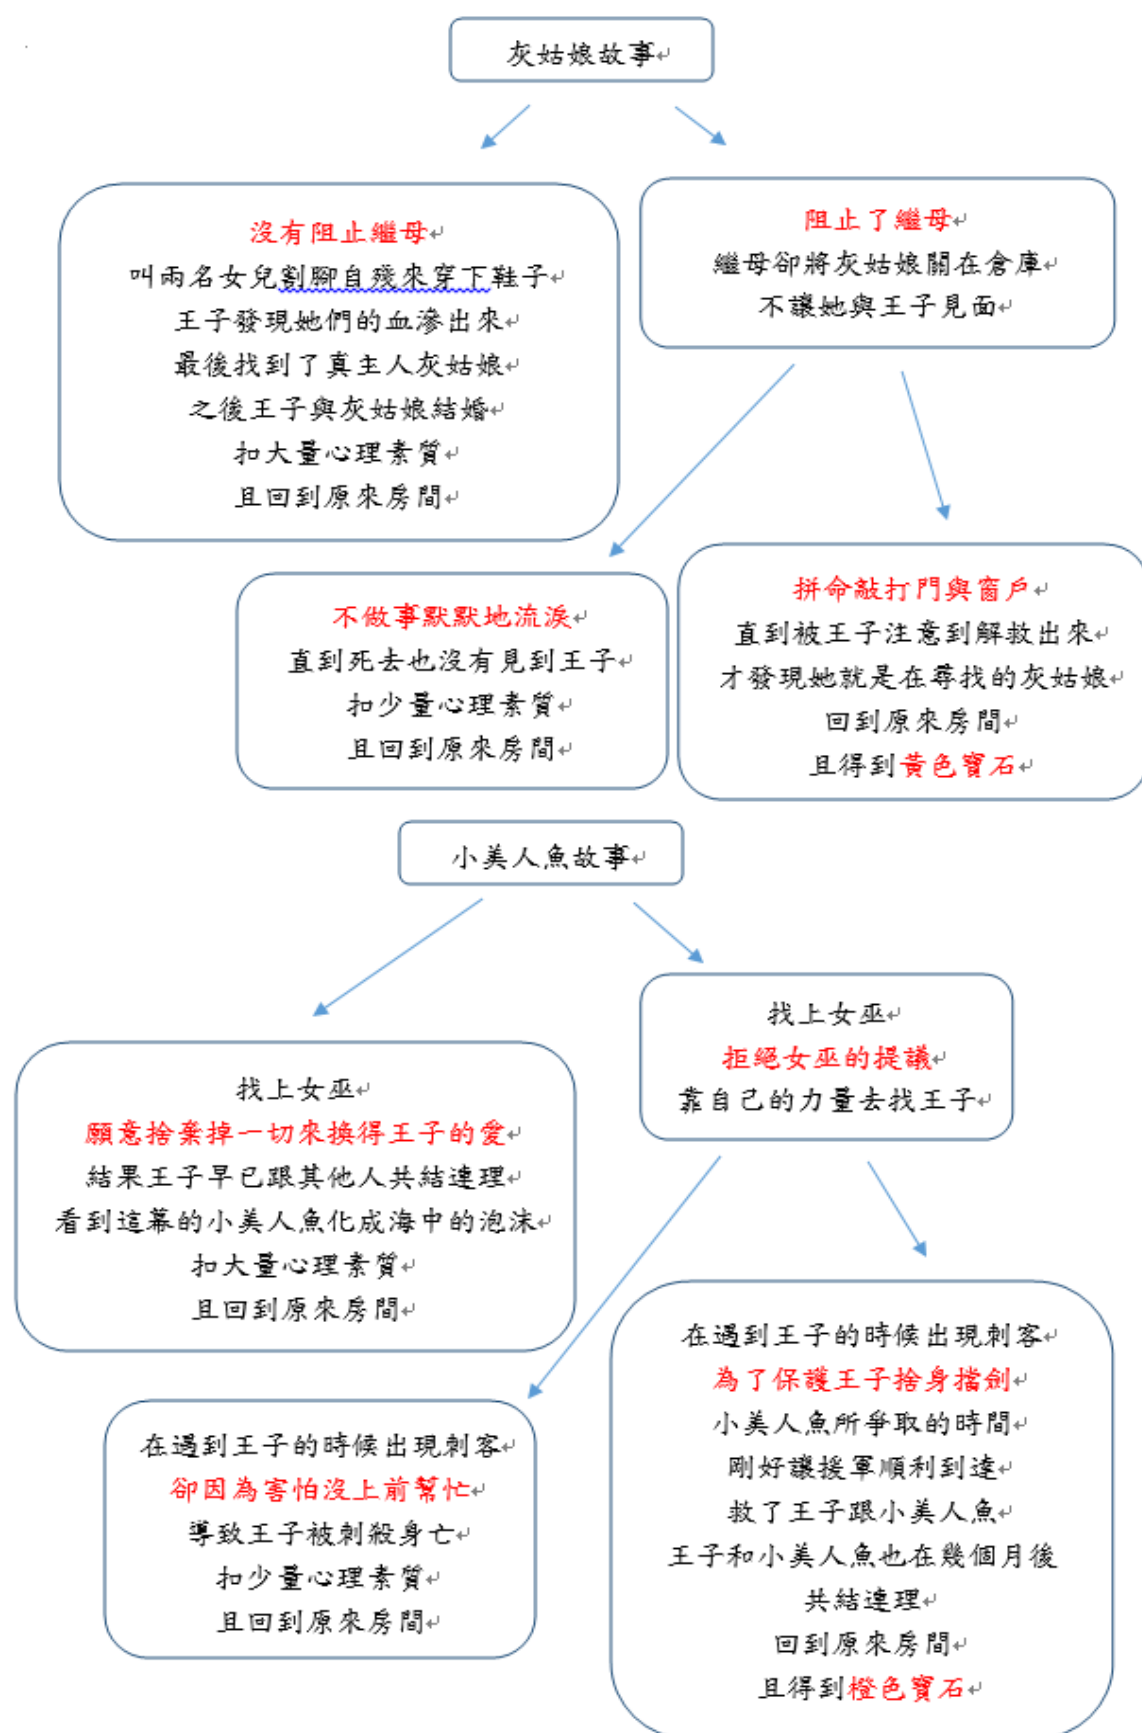 灰姑娘故事
沒有阻止繼母
叫兩名女兒割腳自殘來穿下鞋子
王子發現她們的血滲出來
最後找到了真主人灰姑娘
之後王子與灰姑娘結婚
扣大量心理素質
且回到原來房間
阻止了繼母
繼母卻將灰姑娘關在倉庫
不讓她與王子見面
不做事默默地流淚
直到死去也沒有見到王子
扣少量心理素質
且回到原來房間
拼命敲打門與窗戶
直到被王子注意到解救出來
才發現她就是在尋找的灰姑娘
回到原來房間
且得到黃色寶石
小美人魚故事
找上女巫
願意捨棄掉一切來換得王子的愛
結果王子早已跟其他人共結連理
看到這幕的小美人魚化成海中的泡沫
扣大量心理素質
且回到原來房間
找上女巫
拒絕女巫的提議
靠自己的力量去找王子
在遇到王子的時候出現刺客
卻因為害怕沒上前幫忙
導致王子被刺殺身亡
扣少量心理素質
且回到原來房間
在遇到王子的時候出現刺客
為了保護王子捨身擋劍
小美人魚所爭取的時間
剛好讓援軍順利到達
救了王子跟小美人魚
王子和小美人魚也在幾個月後
共結連理
回到原來房間
且得到橙色寶石